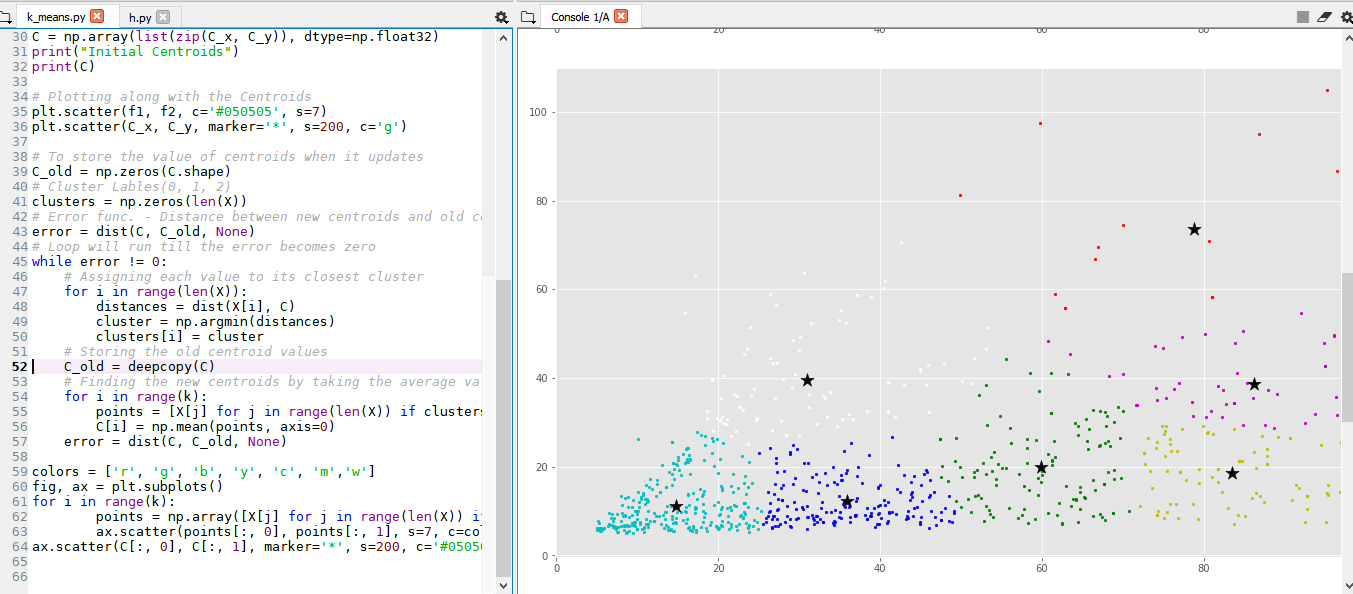 k_means.py
h.py
Console 1/A
30 C = np.array(list(zip(C_x, C_y)), dtype=np.float32)
31 print("Initial Centroids")
32 print(C)
33
34 # Plotting along with the Centroids
35 plt.scatter(f1, f2, c='#050505', s=7)
36 plt.scatter(C_x, C_y, marker='*', s=200, c='g')
37
38 # To store the value of centroids when it updates
39 C_old = np.zeros(C.shape)
40 # Cluster Lables(0, 1, 2)
41 clusters = np.zeros(len(X))
42 # Error func. - Distance between new centroids and old
43 error = dist(C, C_old, None)
44 # Loop will run till the error becomes zero
45 while error != 0:
46     # Assigning each value to its closest cluster
47     for i in range(len(X)):
48         distances = dist(X[i], C)
49         cluster = np.argmin(distances)
50         clusters[i] = cluster
51     # Storing the old centroid values
52     C_old = deepcopy(C)
53     # Finding the new centroids by taking the average va
54     for i in range(k):
55         points = [X[j] for j in range(len(X)) if clusters
56         C[i] = np.mean(points, axis=0)
57     error = dist(C, C_old, None)
58
59 colors = ['r', 'g', 'b', 'y', 'c', 'm','w']
60 fig, ax = plt.subplots()
61 for i in range(k):
62         points = np.array([X[j] for j in range(len(X)) i
63         ax.scatter(points[:, 0], points[:, 1], s=7, c=co
64 ax.scatter(C[:, 0], C[:, 1], marker='*', s=200, c='#0505
65
66
100
80
60
40
20
0
0 20 40 60 80